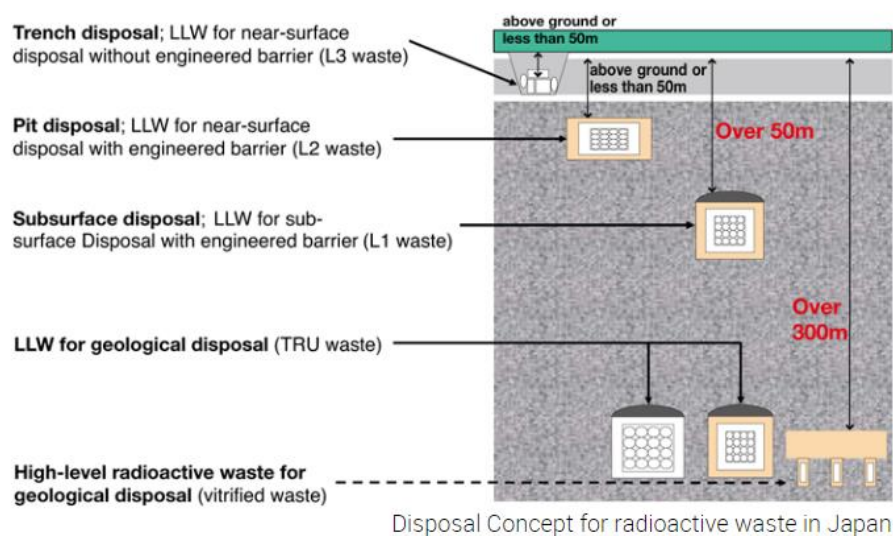 Trench disposal; LLW for near-surface
disposal without engineered barrier (L3 waste)
above ground or
less than 50m
above ground or
less than 50m
Pit disposal; LLW for near-surface
disposal with engineered barrier (L2 waste)
Over 50m
Subsurface disposal; LLW for sub-
surface Disposal with engineered barrier (L1 waste)
Over
300m
LLW for geological disposal (TRU waste)
High-level radioactive waste for
geological disposal (vitrified waste)
Disposal Concept for radioactive waste in Japan